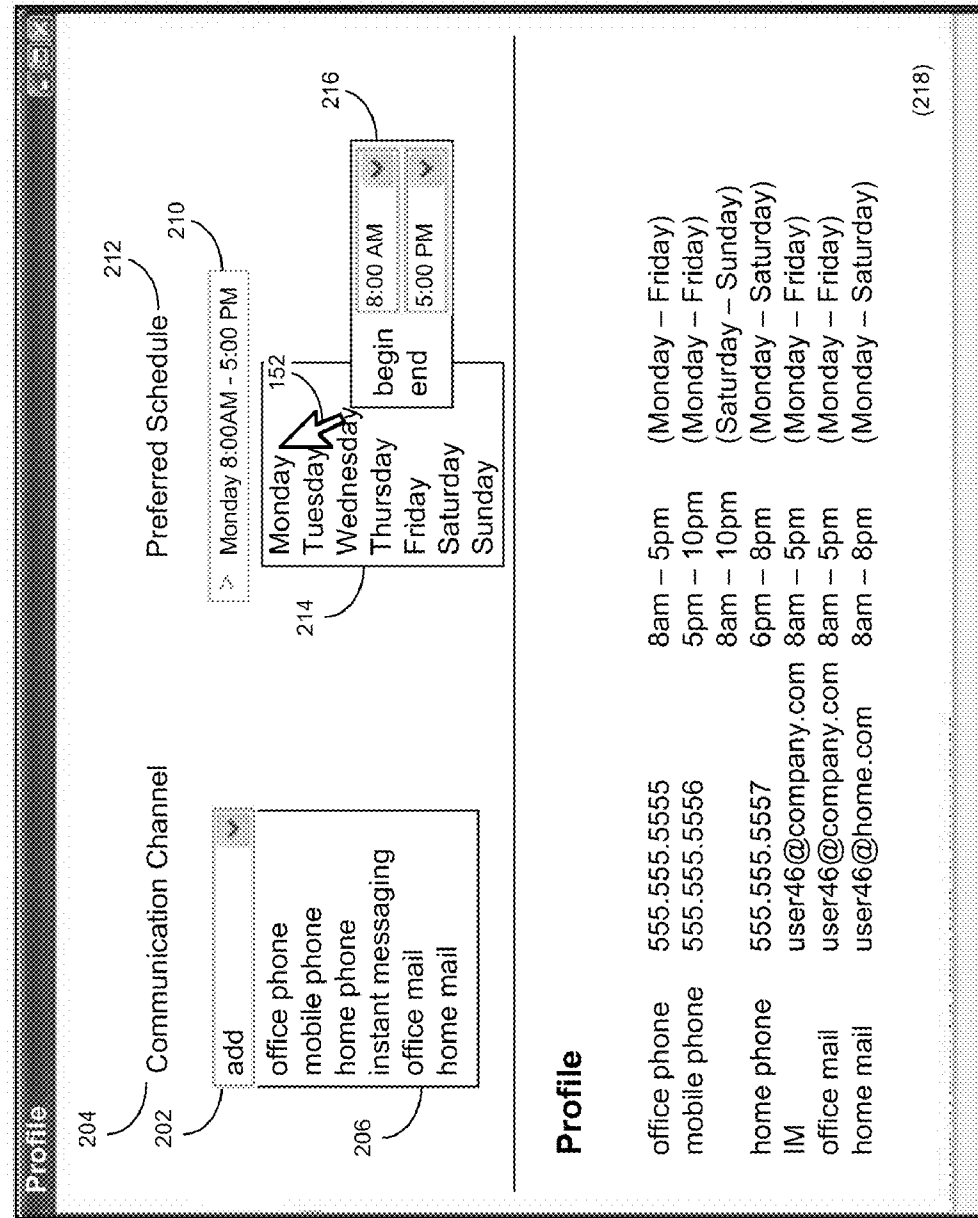 Profile
204 Communication Channel
Preferred Schedule 212
202 add
> Monday 8:00AM - 5:00 PM 210
206
office phone
mobile phone
home phone
instant messaging
office mail
home mail
214
Monday
Tuesday
Wednesday
Thursday
Friday
Saturday
Sunday
152
216
begin 8:00 AM
end 5:00 PM
Profile
office phone 555.555.5555 8am – 5pm (Monday – Friday)
mobile phone 555.555.5556 5pm – 10pm (Monday – Friday)
8am – 10pm (Saturday – Sunday)
home phone 555.555.5557 6pm – 8pm (Monday – Saturday)
IM user46@company.com 8am – 5pm (Monday – Friday)
office mail user46@company.com 8am – 5pm (Monday – Friday)
home mail user46@home.com 8am – 8pm (Monday – Saturday)
(218)